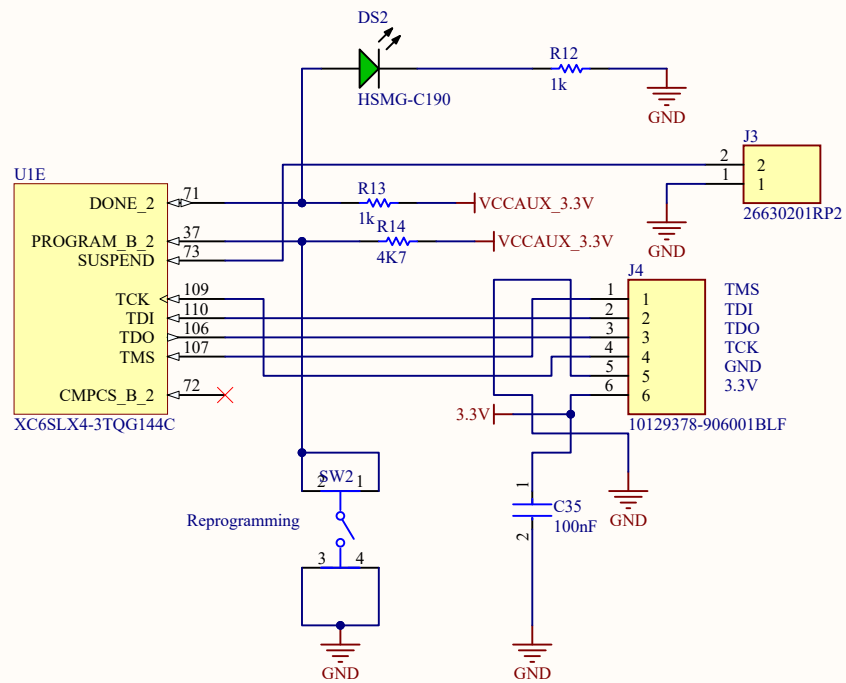 DS2
HSMG-C190
R12
1k
GND
J3
2
2
1
1
26630201RP2
GND
U1E
DONE_2
71
PROGRAM_B_2
37
SUSPEND
73
TCK
109
TDI
110
TDO
106
TMS
107
CMPCS_B_2
72
XC6SLX4-3TQG144C
R13
1k
VCCAUX_3.3V
R14
4K7
VCCAUX_3.3V
J4
1
1
TMS
2
2
TDI
3
3
TDO
4
4
TCK
5
5
GND
6
6
3.3V
10129378-906001BLF
3.3V
GND
SW2
2
1
Reprogramming
3
4
GND
1
C35
100nF
2
GND